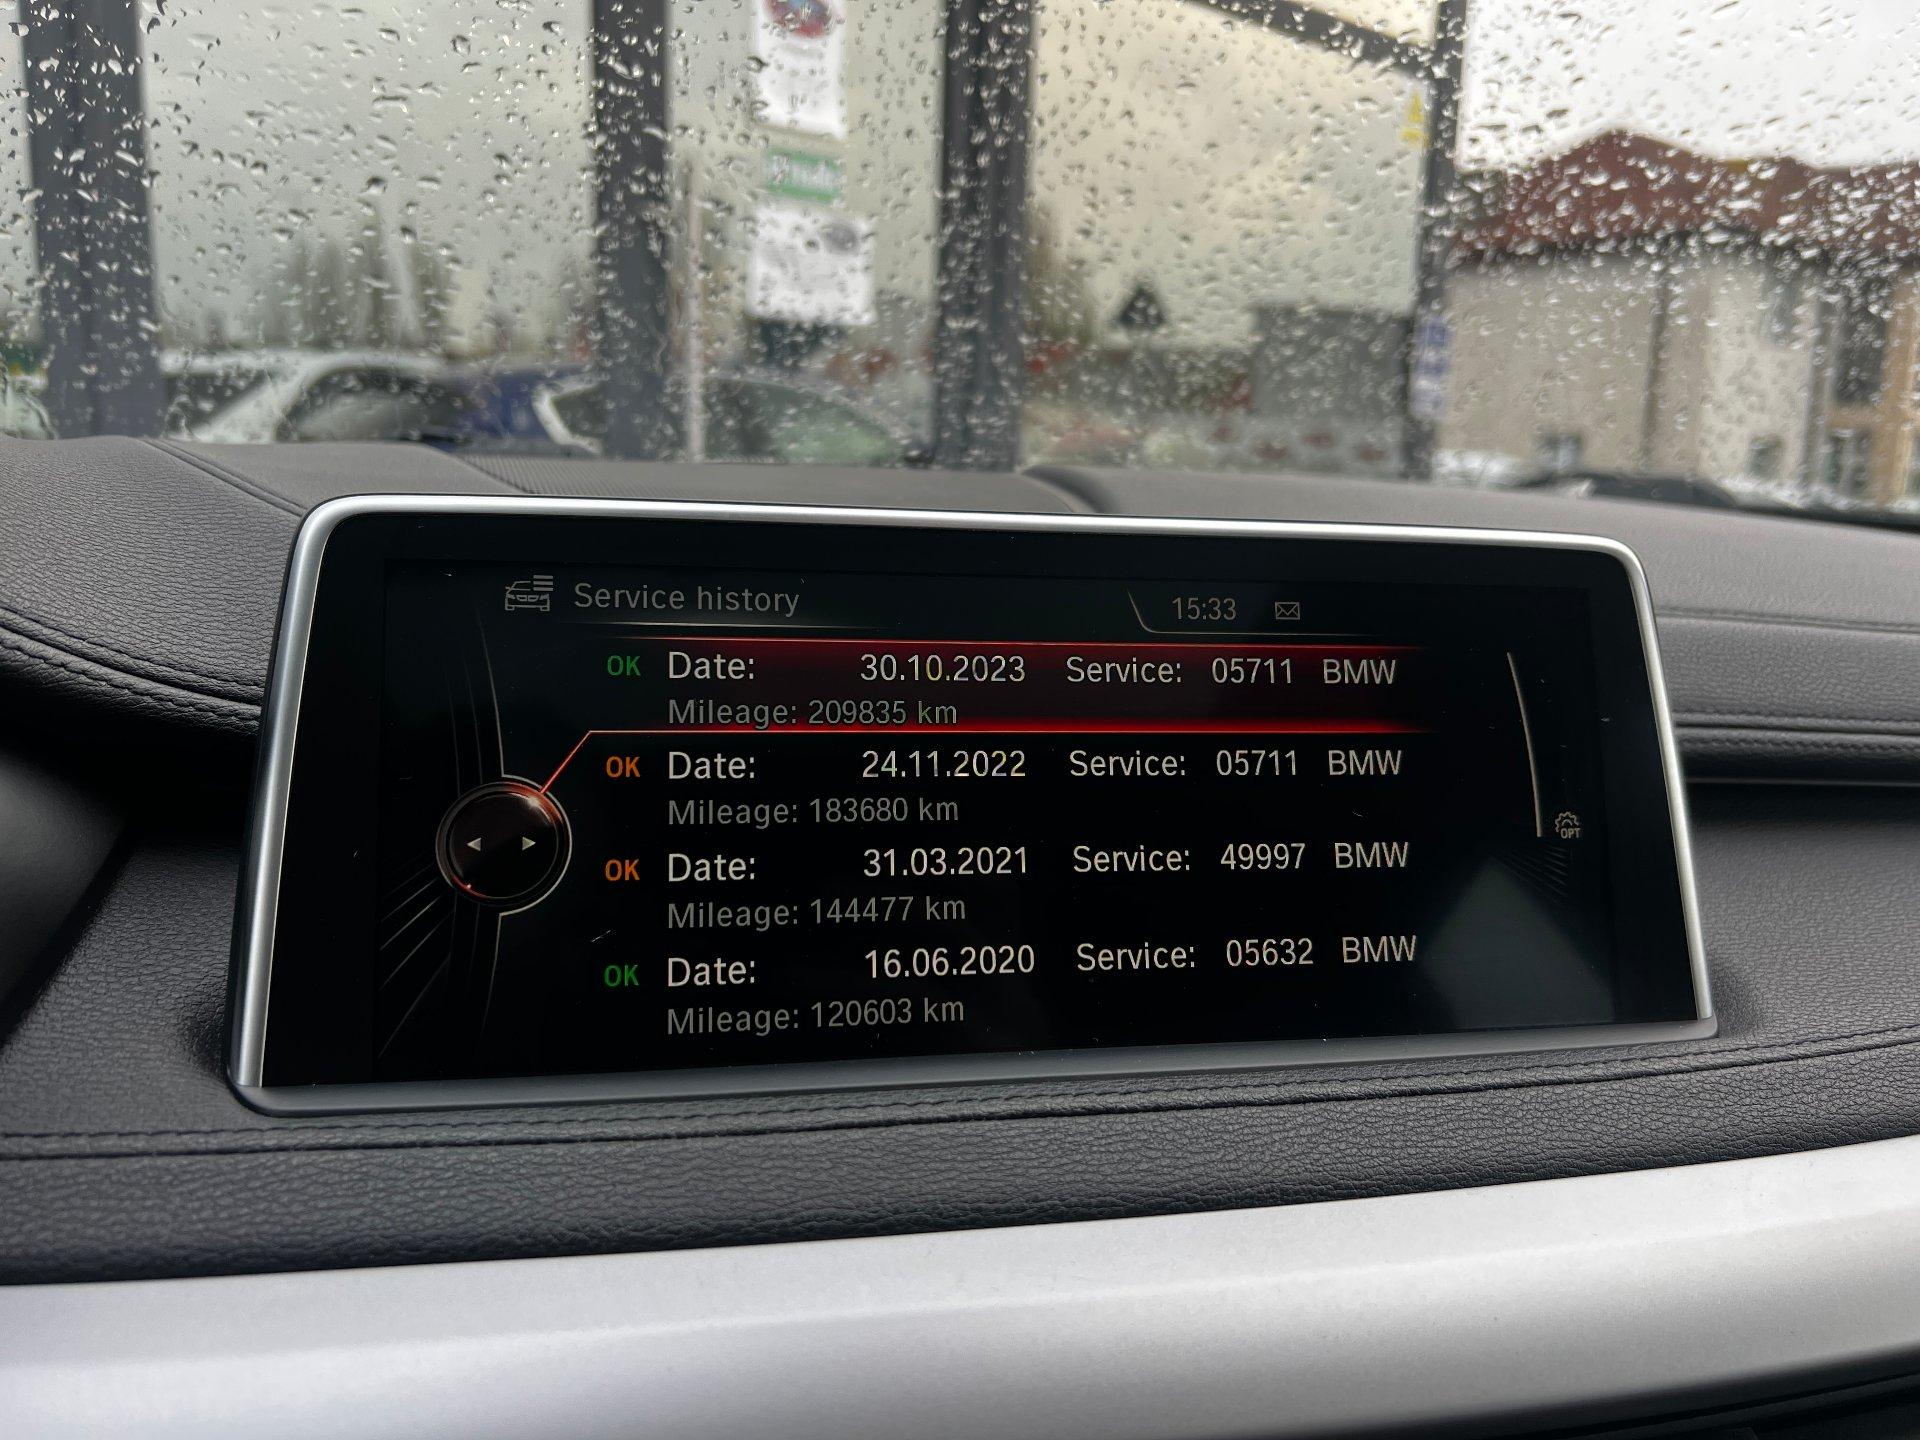 Service history 15:33
OK Date: 30.10.2023 Service: 05711 BMW
Mileage: 209835 km
OK Date: 24.11.2022 Service: 05711 BMW
Mileage: 183680 km
OK Date: 31.03.2021 Service: 49997 BMW
Mileage: 144477 km
OK Date: 16.06.2020 Service: 05632 BMW
Mileage: 120603 km
OPT